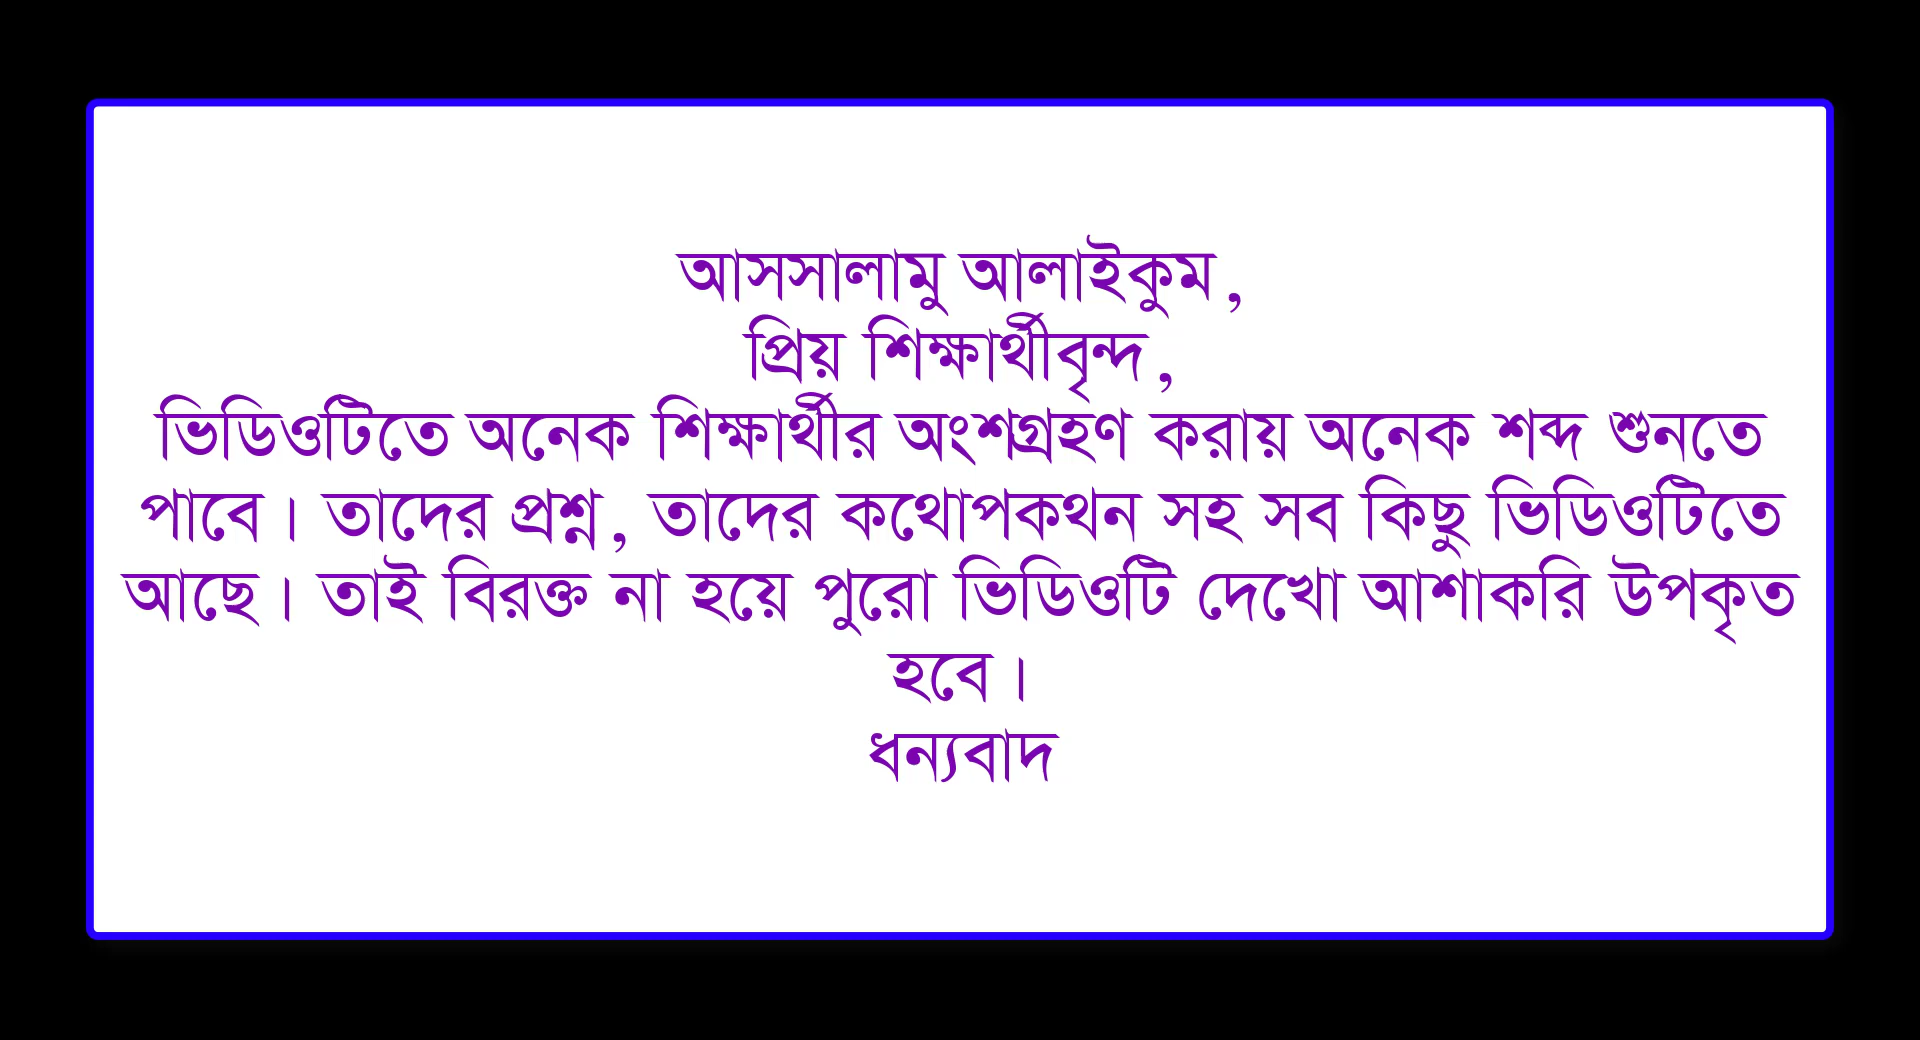 আসসালামু আলাইকুম,
প্রিয় শিক্ষার্থীবৃন্দ,
ভিডিওটিতে অনেক শিক্ষার্থীর অংশগ্রহণ করায় অনেক শব্দ শুনতে
পাবে। তাদের প্রশ্ন, তাদের কথোপকথন সহ সব কিছু ভিডিওটিতে
আছে। তাই বিরক্ত না হয়ে পুরো ভিডিওটি দেখো আশাকরি উপকৃত
হবে।
ধন্যবাদ